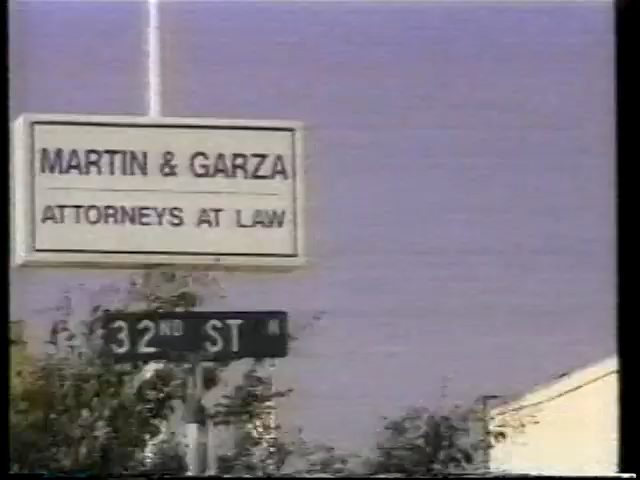 MARTIN & GARZA
ATTORNEYS AT LAW
32ND ST N